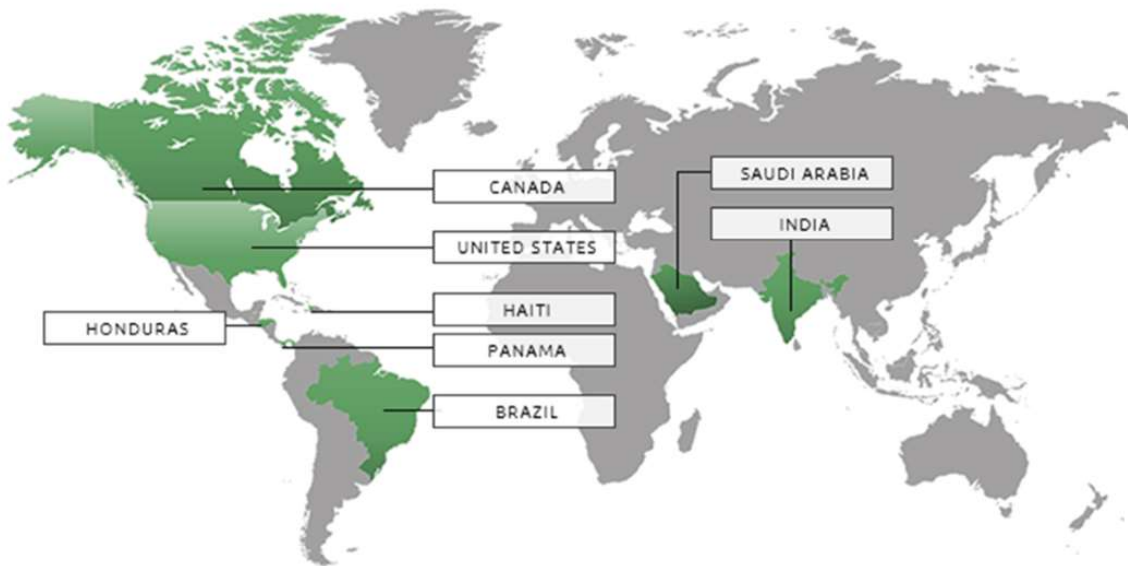 CANADA
SAUDI ARABIA
INDIA
UNITED STATES
HAITI
HONDURAS
PANAMA
BRAZIL